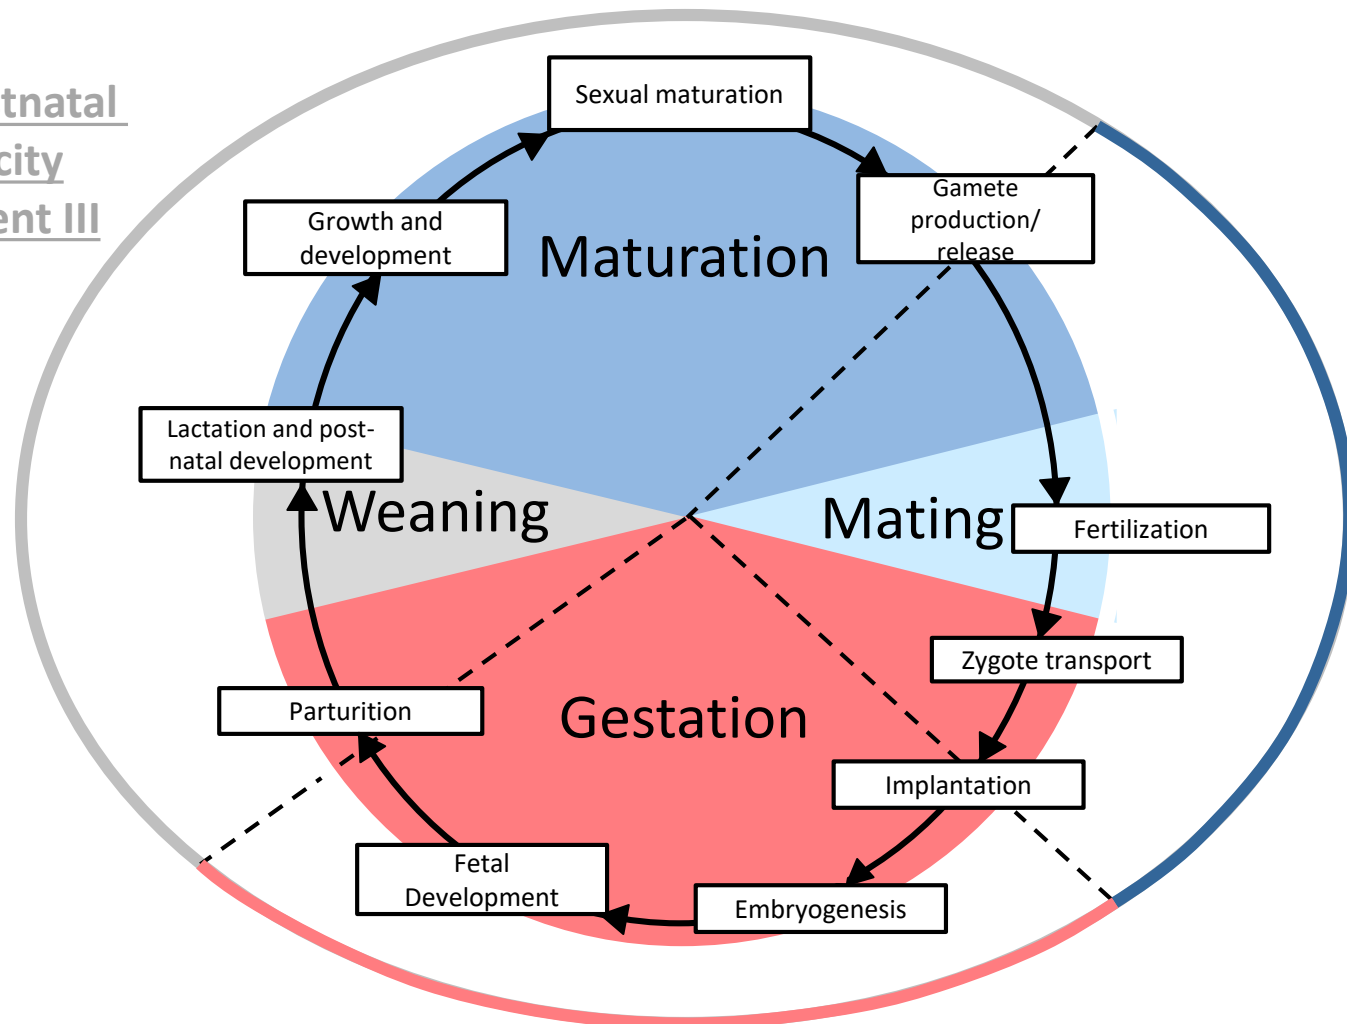 tnatal
city
ent III
Sexual maturation
Gamete
production/
release
Growth and
development
Maturation
Lactation and post-
natal development
Weaning
Mating
Fertilization
Zygote transport
Parturition
Gestation
Implantation
Fetal
Development
Embryogenesis